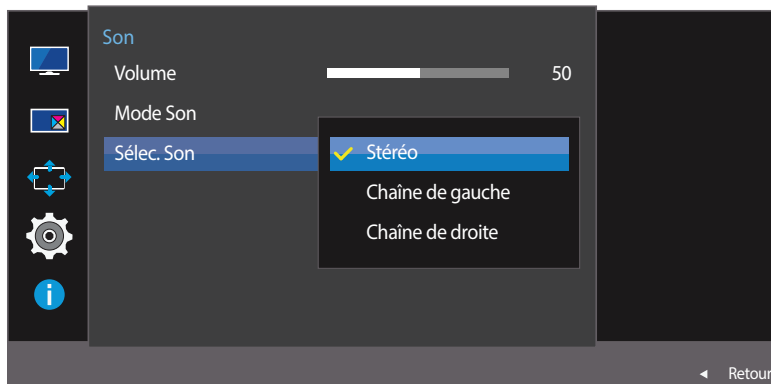 Son
Volume 50
Mode Son
Sélec. Son
Stéréo
Chaîne de gauche
Chaîne de droite
Retour